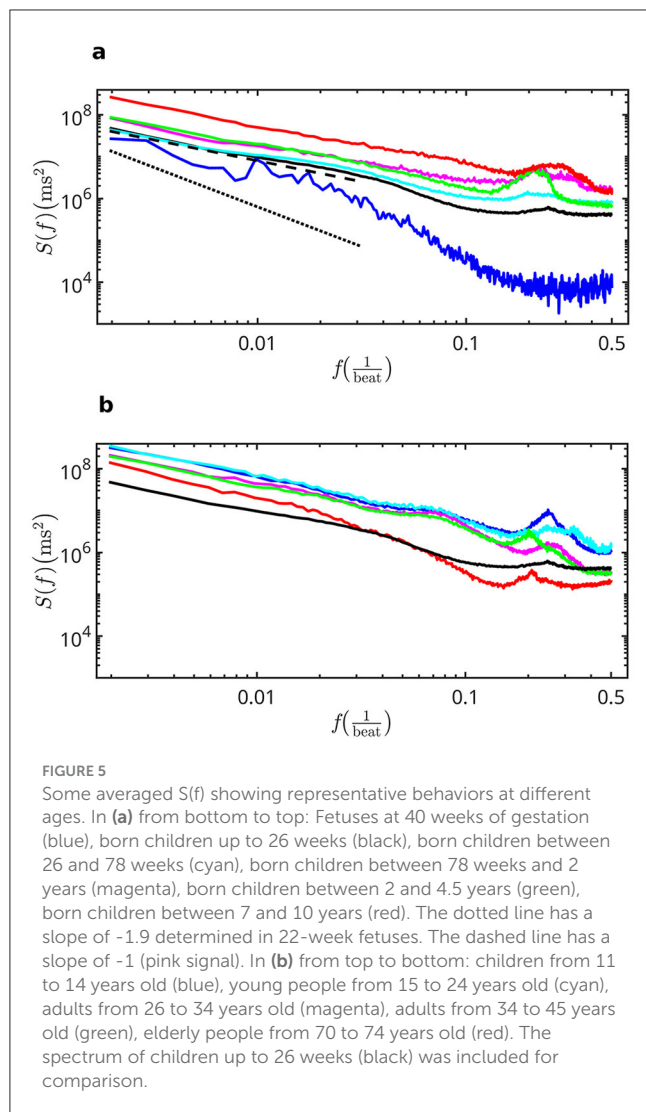 a
10^8
10^6
10^4
S(f)(ms^2)
0.01 0.1 0.5
f(1/beat)
b
10^8
10^6
10^4
S(f)(ms^2)
0.01 0.1 0.5
f(1/beat)
FIGURE 5
Some averaged S(f) showing representative behaviors at different
ages. In (a) from bottom to top: Fetuses at 40 weeks of gestation
(blue), born children up to 26 weeks (black), born children between
26 and 78 weeks (cyan), born children between 78 weeks and 2
years (magenta), born children between 2 and 4.5 years (green),
born children between 7 and 10 years (red). The dotted line has a
slope of -1.9 determined in 22-week fetuses. The dashed line has a
slope of -1 (pink signal). In (b) from top to bottom: children from 11
to 14 years old (blue), young people from 15 to 24 years old (cyan),
adults from 26 to 34 years old (magenta), adults from 34 to 45 years
old (green), elderly people from 70 to 74 years old (red). The
spectrum of children up to 26 weeks (black) was included for
comparison.